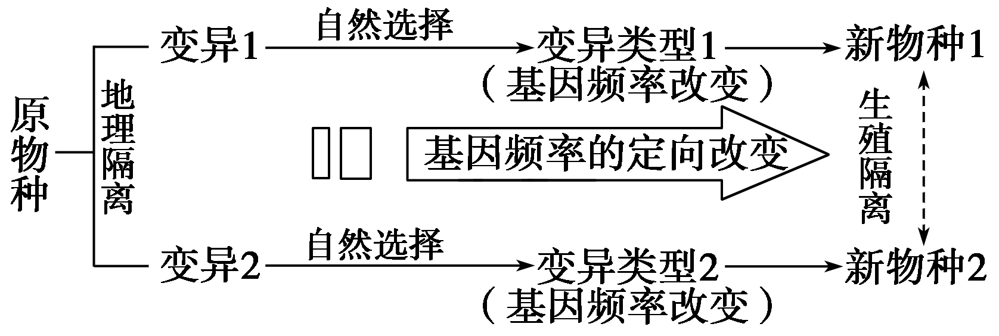 原物种
地理隔离
变异1
自然选择
变异类型1
（基因频率改变）
新物种1
基因频率的定向改变
生殖隔离
变异2
自然选择
变异类型2
（基因频率改变）
新物种2